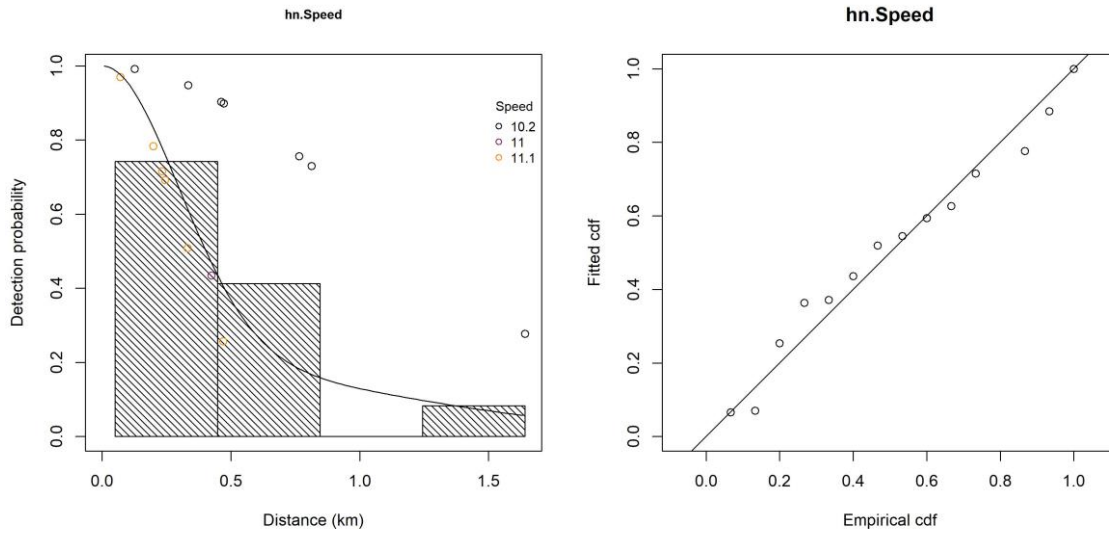 hn.Speed
Detection probability
1.0
0.8
0.6
0.4
0.2
0.0
Speed
10.2
11
11.1
0.0 0.5 1.0 1.5
Distance (km)
hn.Speed
Fitted cdf
1.0
0.8
0.6
0.4
0.2
0.0
0.0 0.2 0.4 0.6 0.8 1.0
Empirical cdf